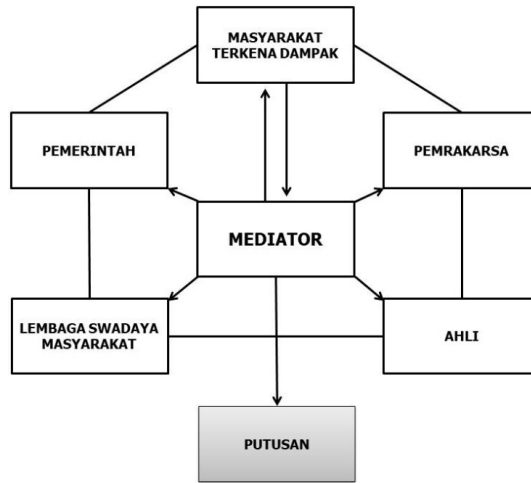 MASYARAKAT
TERKENA DAMPAK
PEMERINTAH
PEMRAKARSA
MEDIATOR
LEMBAGA SWADAYA
MASYARAKAT
AHLI
PUTUSAN